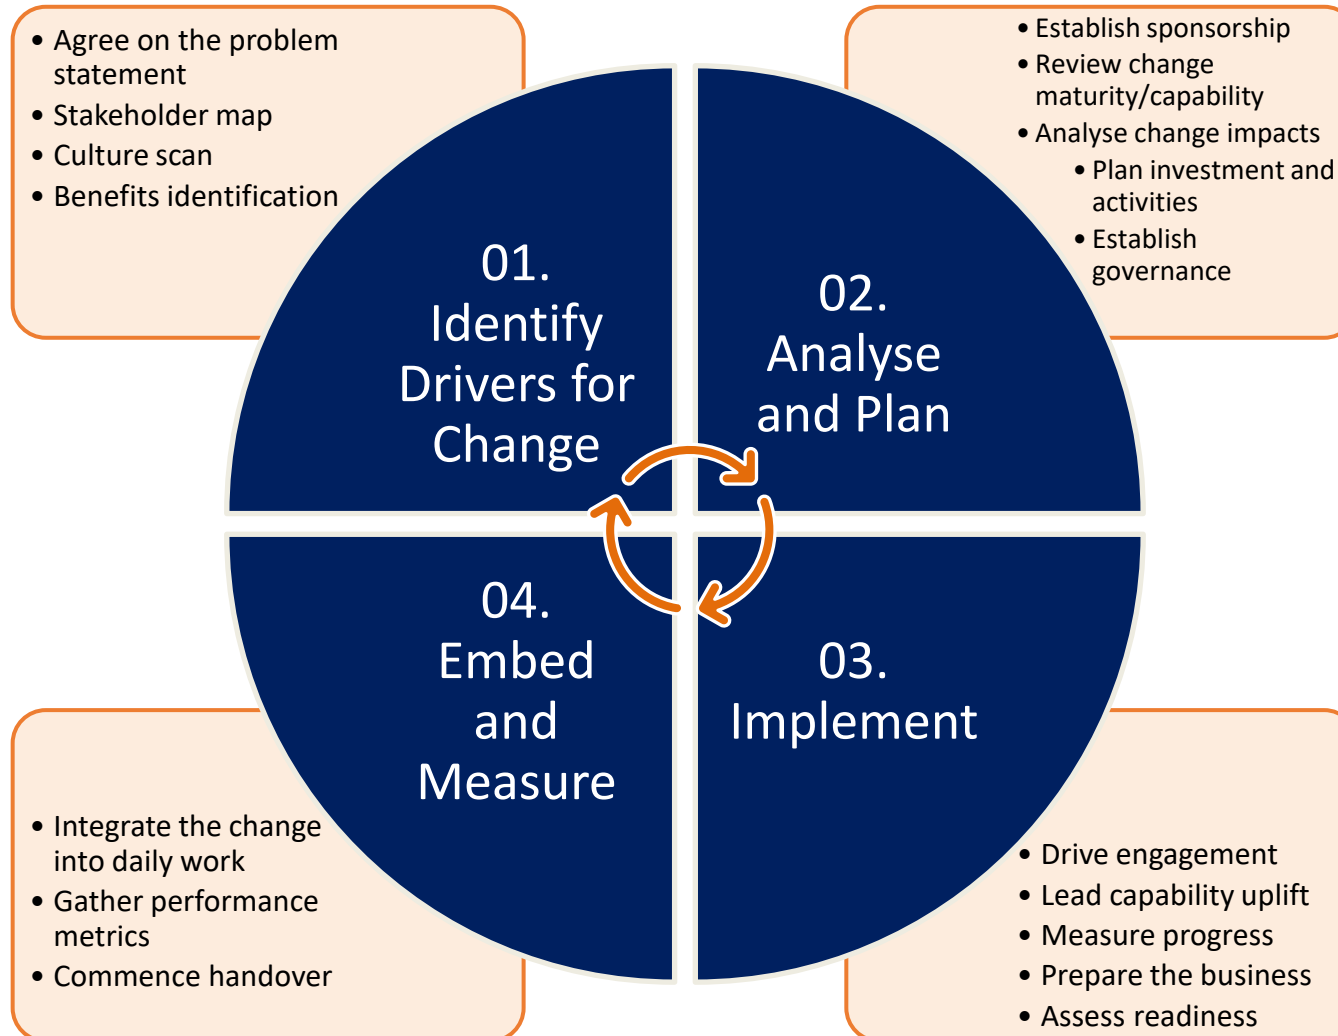 • Agree on the problem
statement
• Stakeholder map
• Culture scan
• Benefits identification
01.
Identify
Drivers for
Change
• Establish sponsorship
• Review change
maturity/capability
• Analyse change impacts
• Plan investment and
activities
• Establish
governance
02.
Analyse
and Plan
03.
Implement
• Drive engagement
• Lead capability uplift
• Measure progress
• Prepare the business
• Assess readiness
04.
Embed
and
Measure
• Integrate the change
into daily work
• Gather performance
metrics
• Commence handover